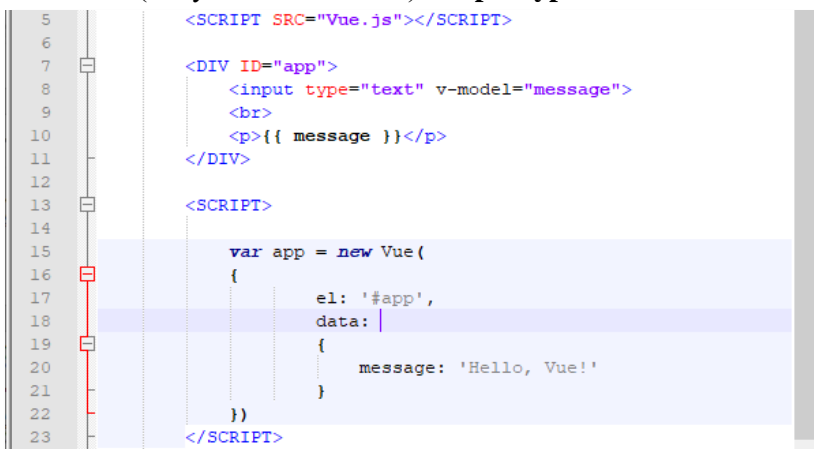 5 <SCRIPT SRC="Vue.js"></SCRIPT>
6
7 <DIV ID="app">
8 <input type="text" v-model="message">
9 <br>
10 <p>{{ message }}</p>
11 </DIV>
12
13 <SCRIPT>
14
15 var app = new Vue(
16 {
17 el: '#app',
18 data:
19 {
20 message: 'Hello, Vue!'
21 }
22 })
23 </SCRIPT>